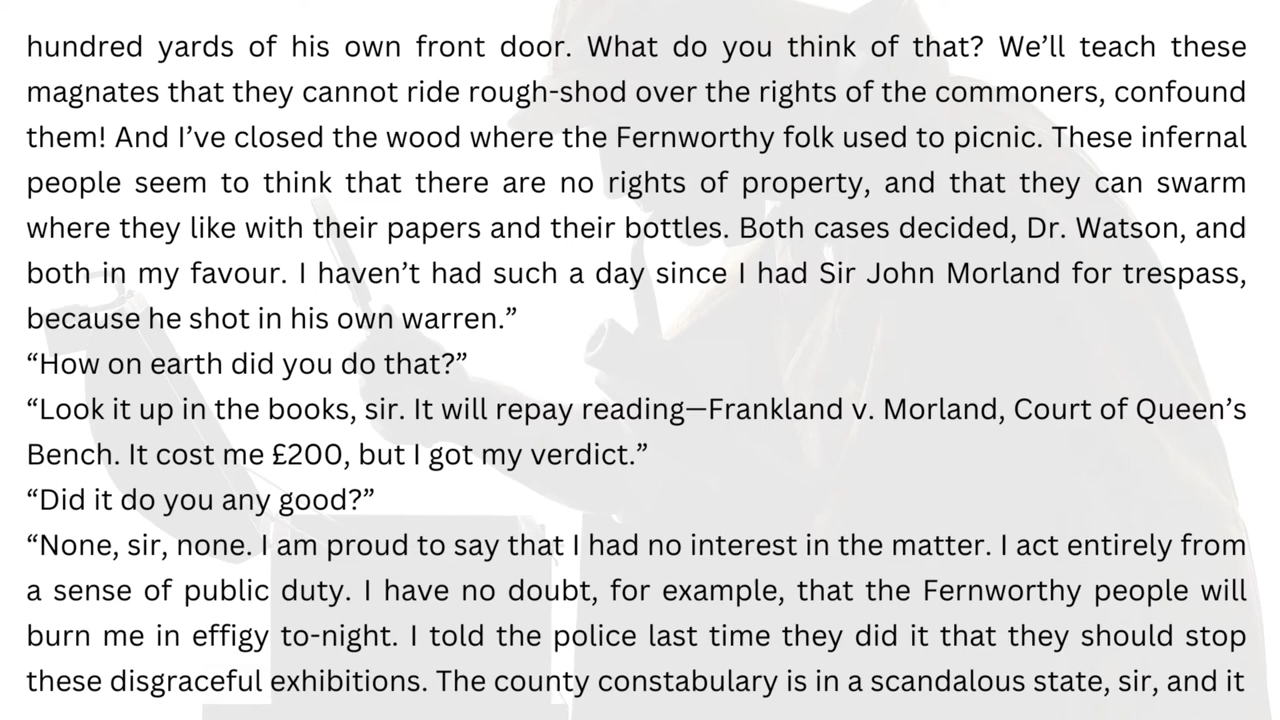 hundred yards of his own front door. What do you think of that? We’ll teach these
magnates that they cannot ride rough-shod over the rights of the commoners, confound
them! And I’ve closed the wood where the Fernworthy folk used to picnic. These infernal
people seem to think that there are no rights of property, and that they can swarm
where they like with their papers and their bottles. Both cases decided, Dr. Watson, and
both in my favour. I haven’t had such a day since I had Sir John Morland for trespass,
because he shot in his own warren.”
“How on earth did you do that?”
“Look it up in the books, sir. It will repay reading—Frankland v. Morland, Court of Queen’s
Bench. It cost me £200, but I got my verdict.”
“Did it do you any good?”
“None, sir, none. I am proud to say that I had no interest in the matter. I act entirely from
a sense of public duty. I have no doubt, for example, that the Fernworthy people will
burn me in effigy to-night. I told the police last time they did it that they should stop
these disgraceful exhibitions. The county constabulary is in a scandalous state, sir, and it